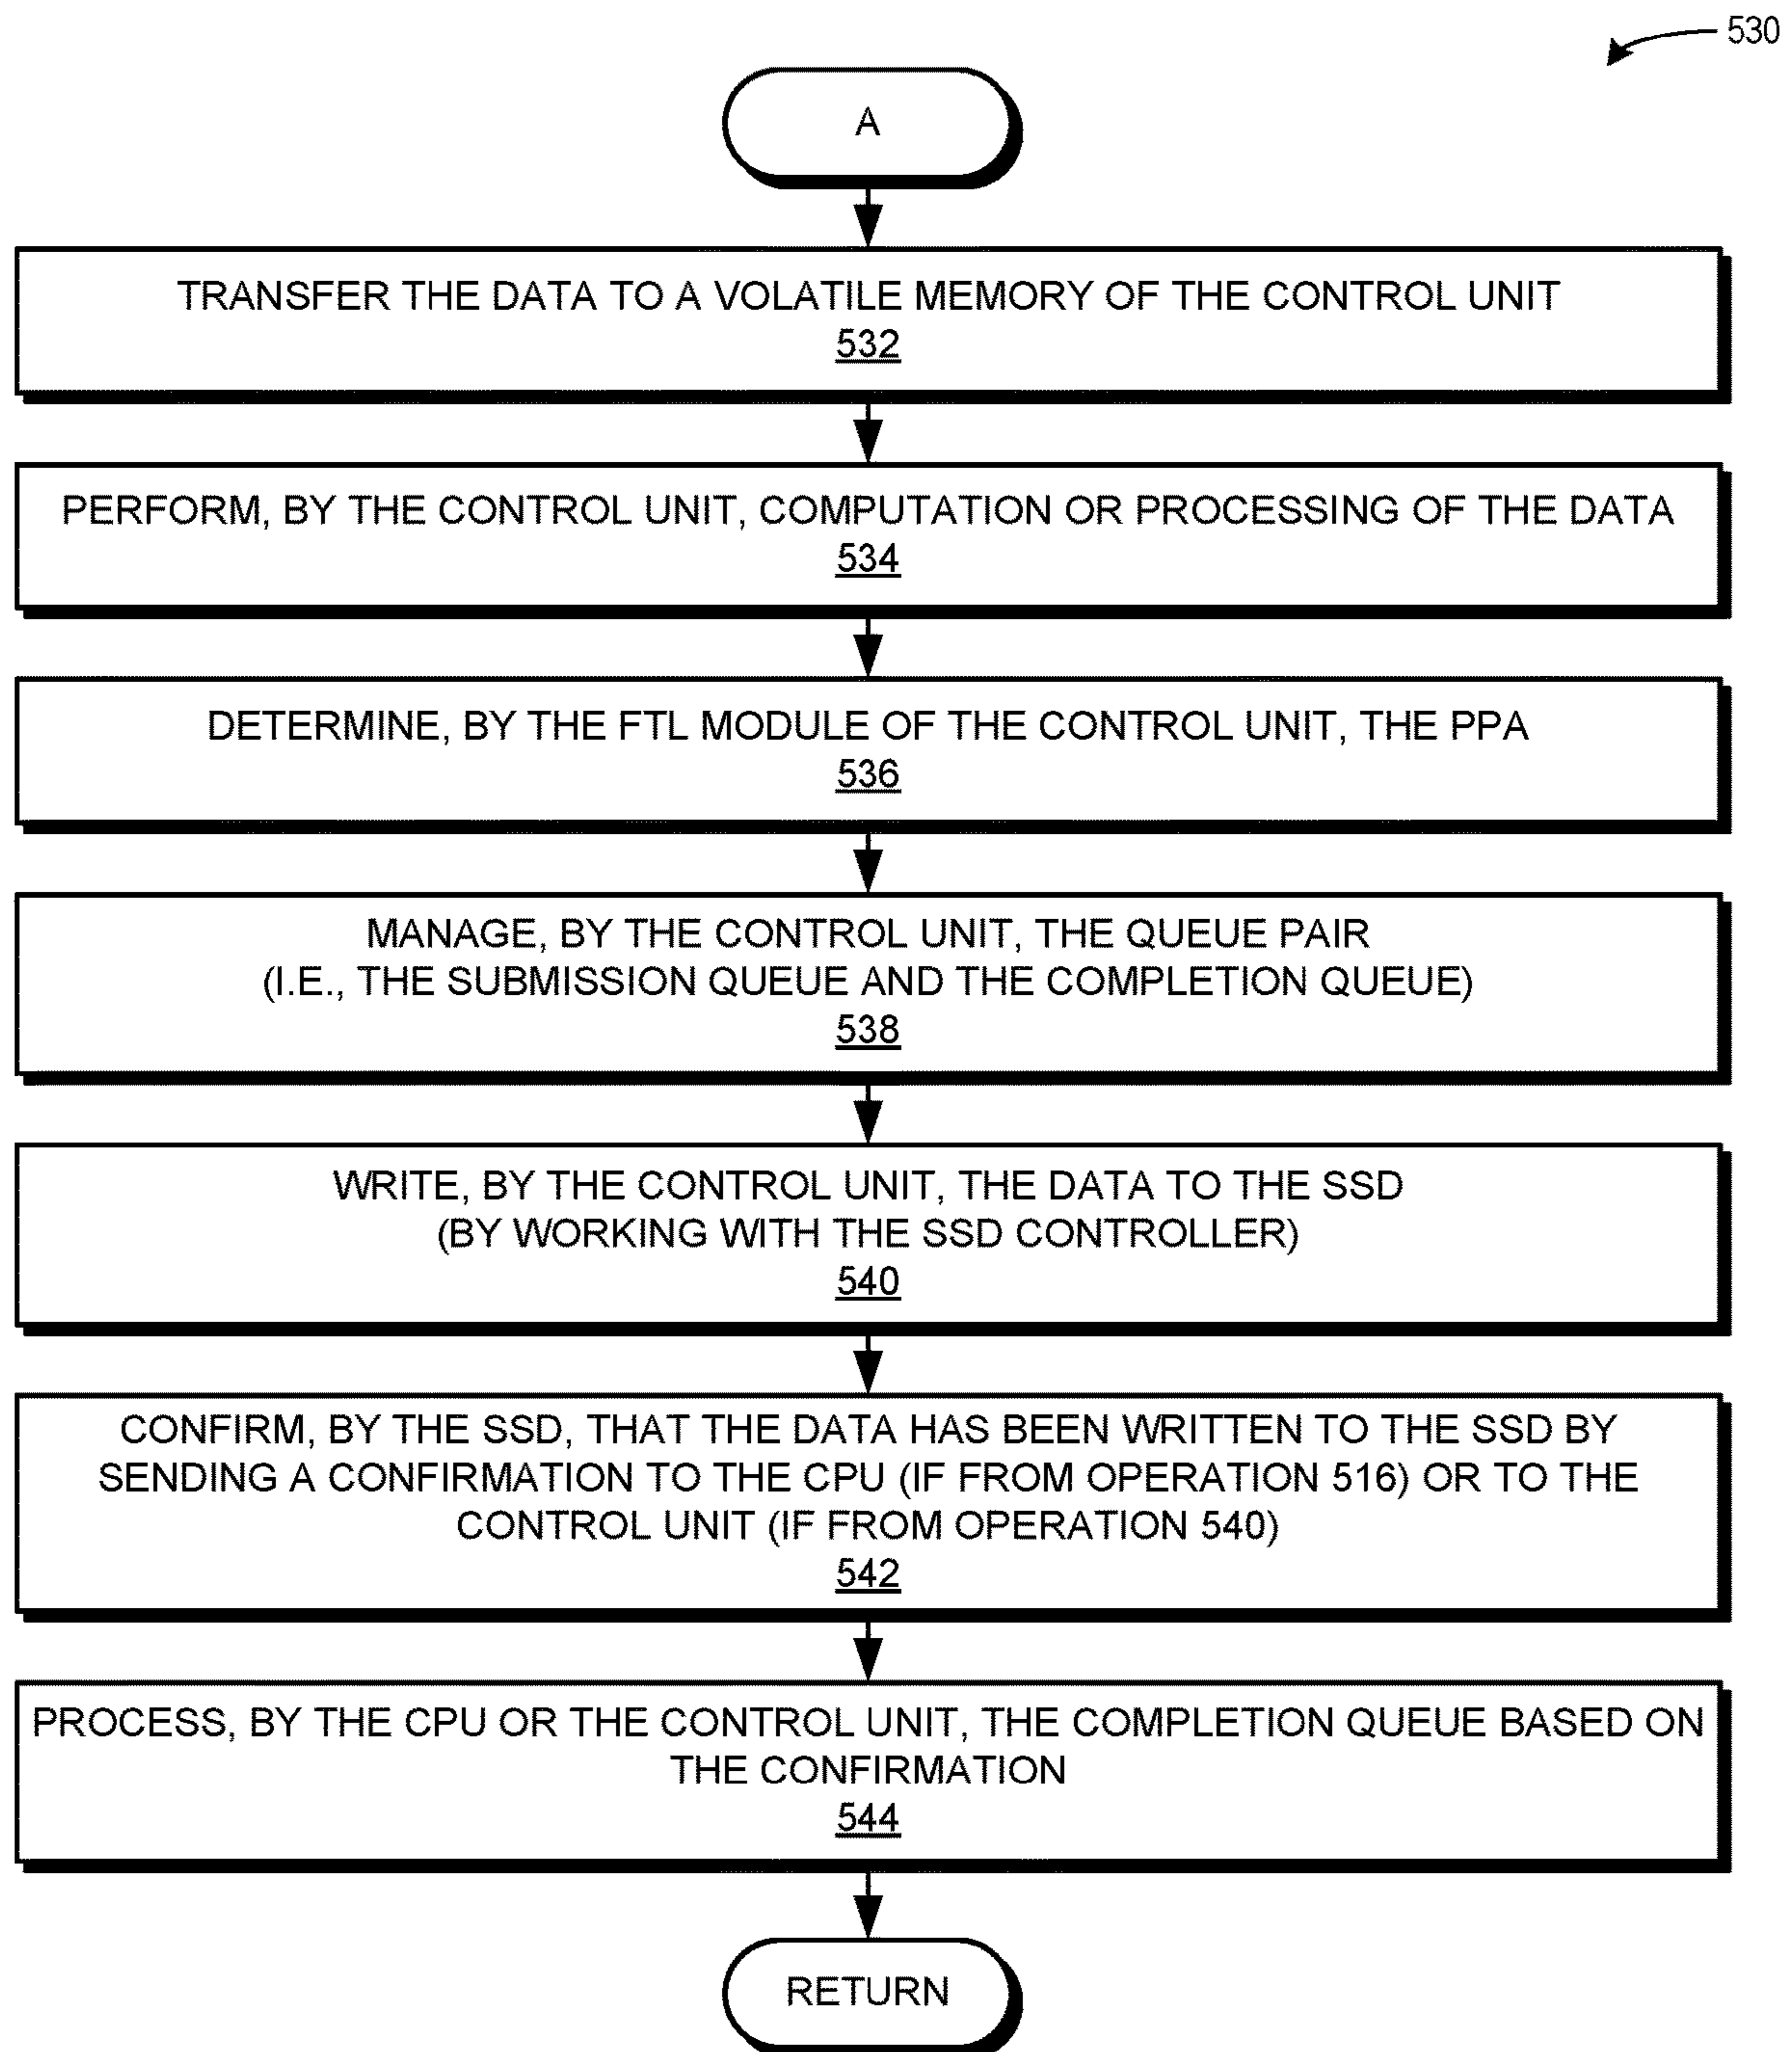 530
A
TRANSFER THE DATA TO A VOLATILE MEMORY OF THE CONTROL UNIT
532
PERFORM, BY THE CONTROL UNIT, COMPUTATION OR PROCESSING OF THE DATA
534
DETERMINE, BY THE FTL MODULE OF THE CONTROL UNIT, THE PPA
536
MANAGE, BY THE CONTROL UNIT, THE QUEUE PAIR
(I.E., THE SUBMISSION QUEUE AND THE COMPLETION QUEUE)
538
WRITE, BY THE CONTROL UNIT, THE DATA TO THE SSD
(BY WORKING WITH THE SSD CONTROLLER)
540
CONFIRM, BY THE SSD, THAT THE DATA HAS BEEN WRITTEN TO THE SSD BY
SENDING A CONFIRMATION TO THE CPU (IF FROM OPERATION 516) OR TO THE
CONTROL UNIT (IF FROM OPERATION 540)
542
PROCESS, BY THE CPU OR THE CONTROL UNIT, THE COMPLETION QUEUE BASED ON
THE CONFIRMATION
544
RETURN